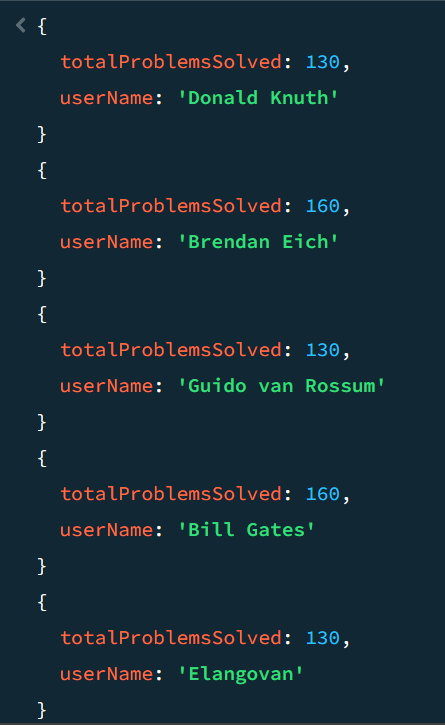 {
totalProblemsSolved: 130,
userName: 'Donald Knuth'
}
{
totalProblemsSolved: 160,
userName: 'Brendan Eich'
}
{
totalProblemsSolved: 130,
userName: 'Guido van Rossum'
}
{
totalProblemsSolved: 160,
userName: 'Bill Gates'
}
{
totalProblemsSolved: 130,
userName: 'Elangovan'
}